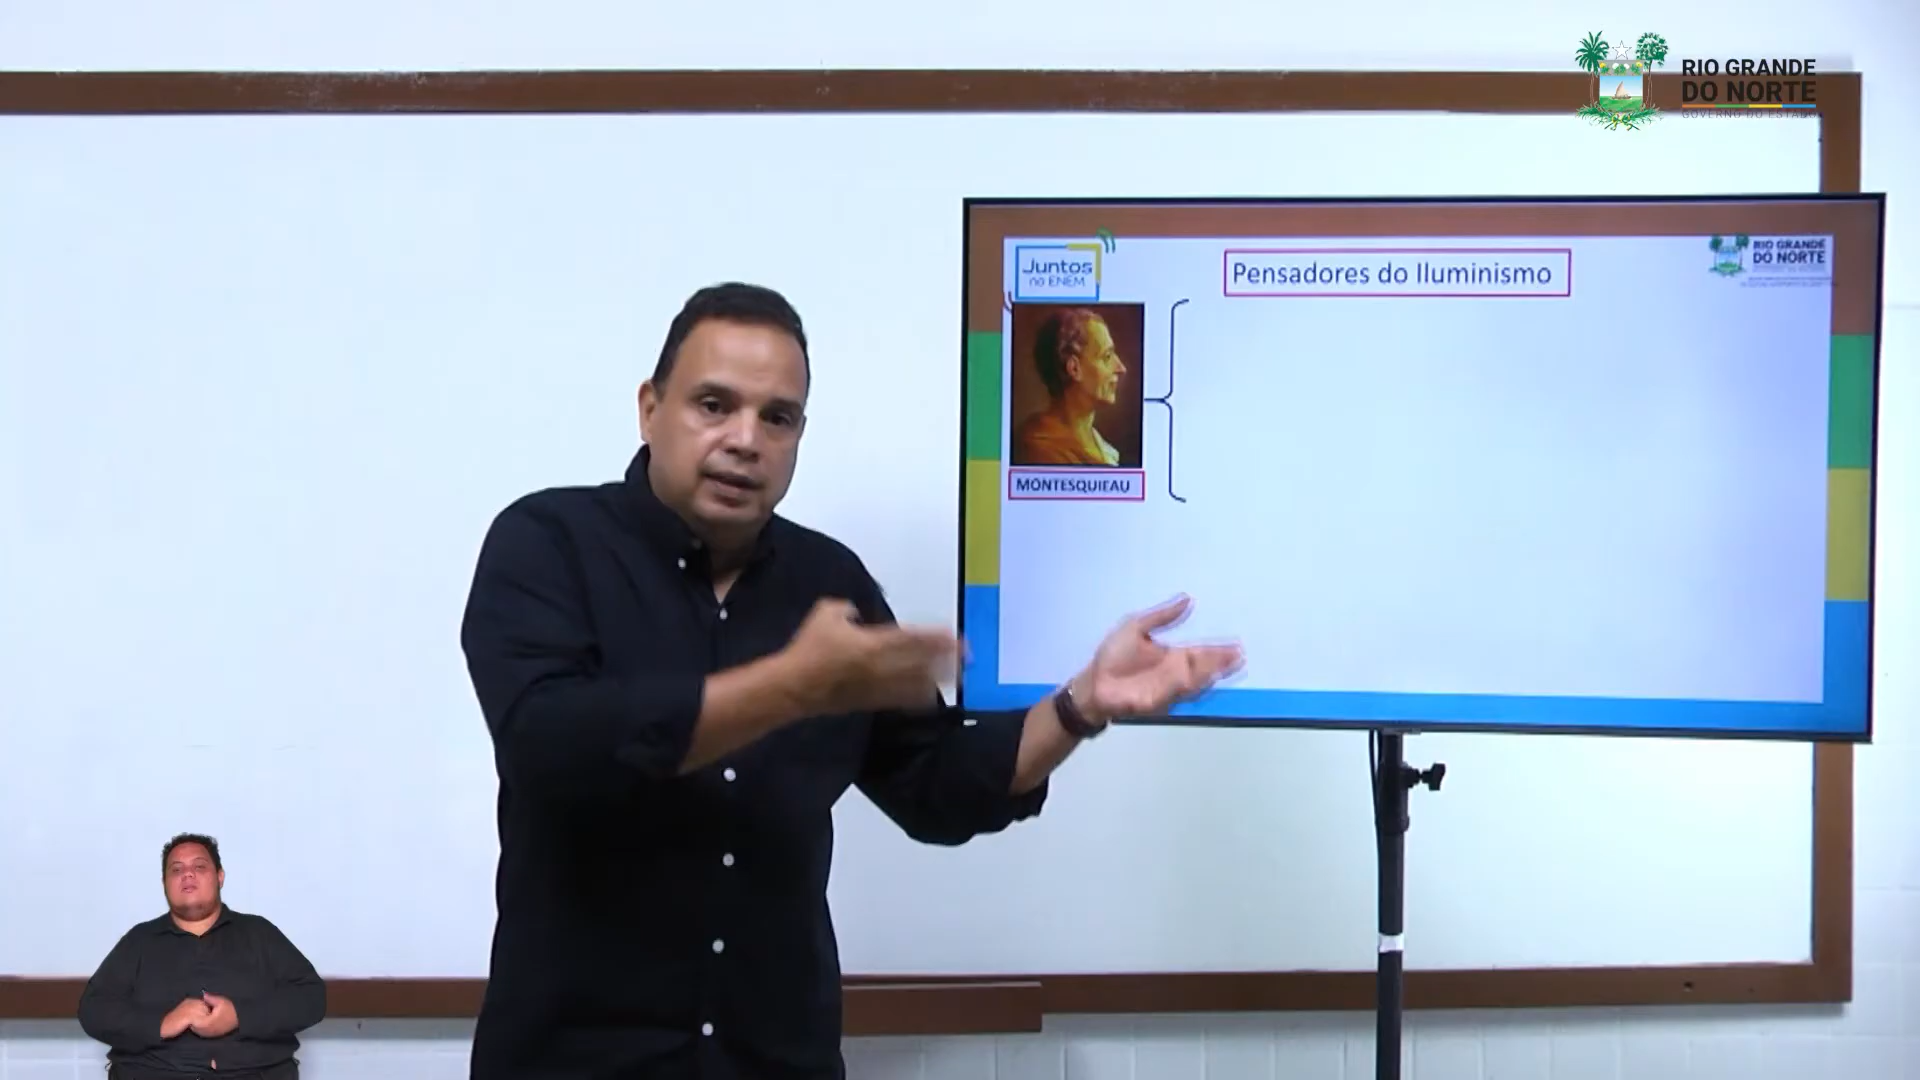 RIO GRANDE
DO NORTE
GOVERNO DO ESTADO
Juntos
no ENEM
Pensadores do Iluminismo
RIO GRANDE
DO NORTE
MONTESQUIEAU